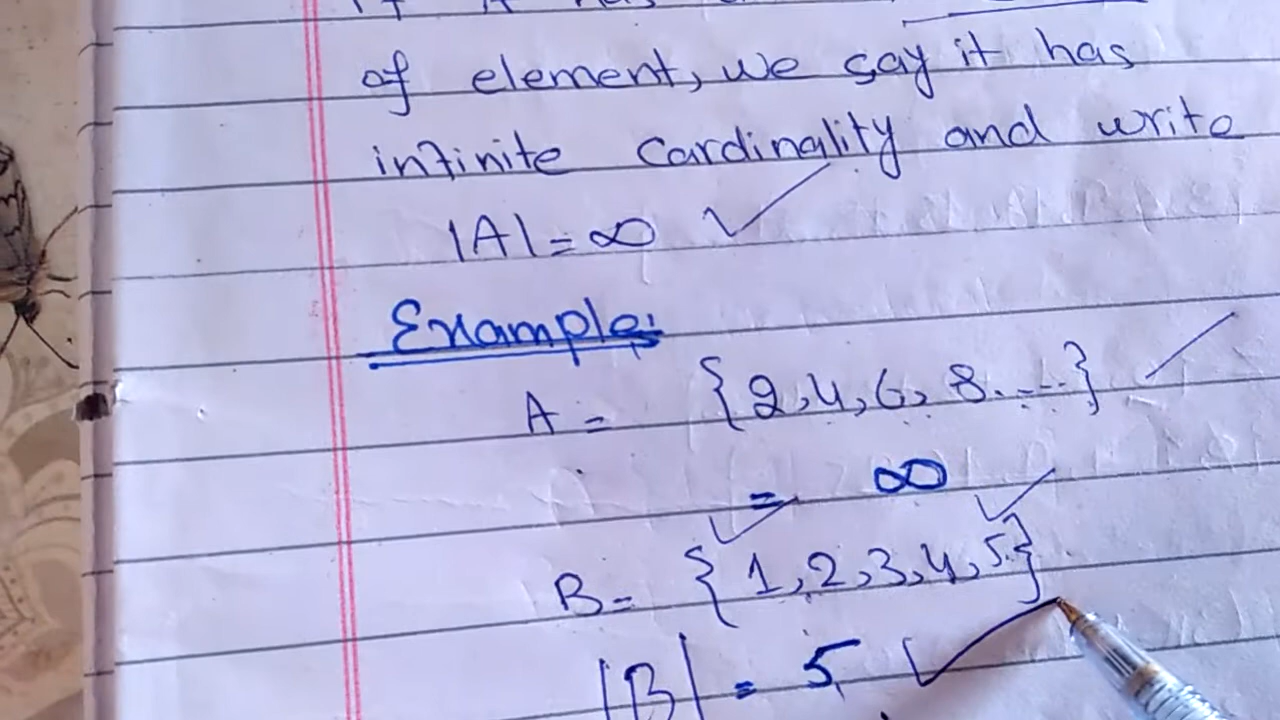 of element, we say it has
infinite cardinality and write
|A| = ∞
Example:
A = {2,4,6,8....}
= ∞
B = {1,2,3,4,5.}
|B| = 5